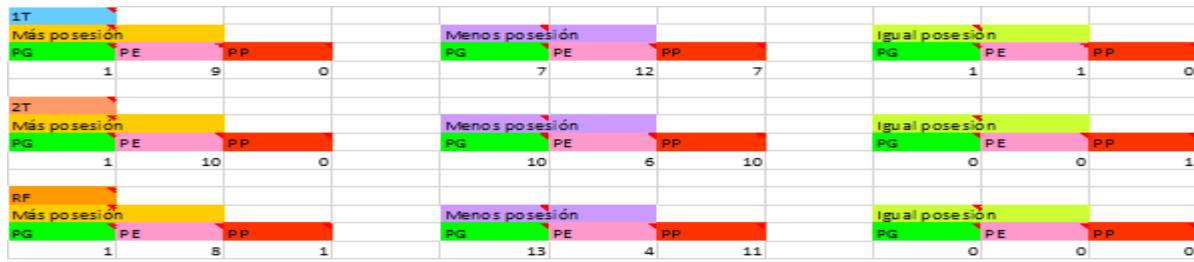 1T
Más posesión Menos posesión Igual posesión
PG PE PP PG PE PP PG PE PP
1 9 0 7 12 7 1 1 0
2T
Más posesión Menos posesión Igual posesión
PG PE PP PG PE PP PG PE PP
1 10 0 10 6 10 0 0 1
RF
Más posesión Menos posesión Igual posesión
PG PE PP PG PE PP PG PE PP
1 8 1 13 4 11 0 0 0